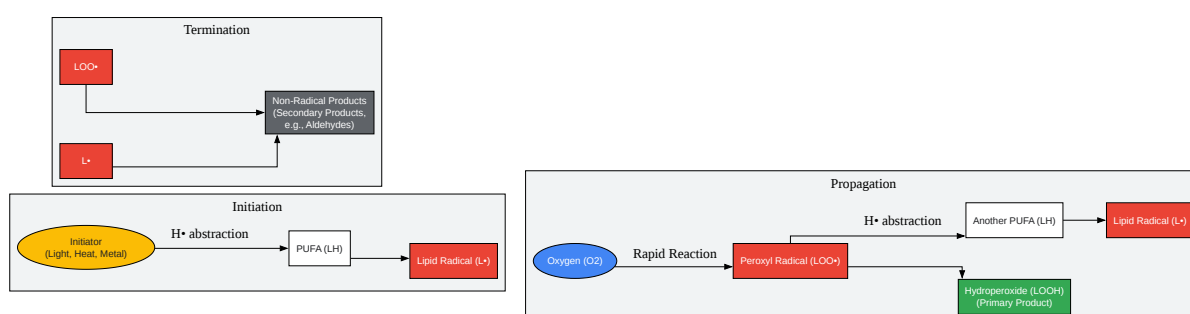 Termination
LOO•
Non-Radical Products
(Secondary Products,
e.g., Aldehydes)
L•
Initiation
Initiator
(Light, Heat, Metal)
H• abstraction
PUFA (LH)
Lipid Radical (L•)
Propagation
Oxygen (O2)
Rapid Reaction
Peroxyl Radical (LOO•)
H• abstraction
Another PUFA (LH)
Lipid Radical (L•)
Hydroperoxide (LOOH)
(Primary Product)